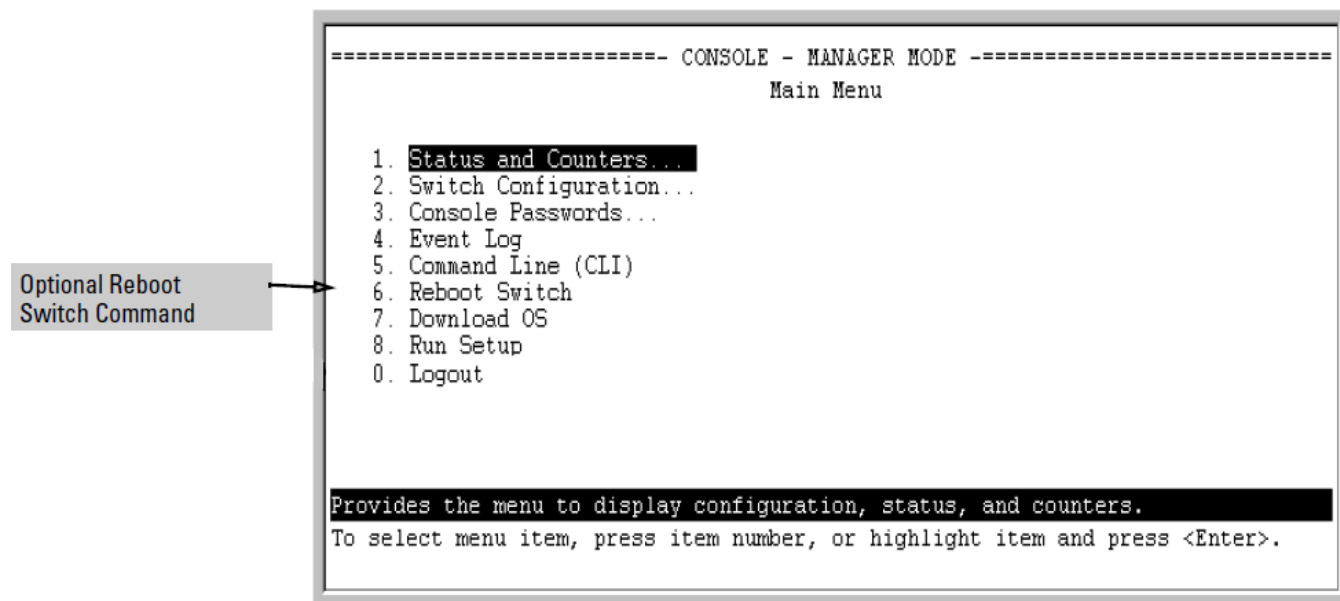 ===========================- CONSOLE - MANAGER MODE -============================
Main Menu
1. Status and Counters...
2. Switch Configuration...
3. Console Passwords...
4. Event Log
5. Command Line (CLI)
6. Reboot Switch
7. Download OS
8. Run Setup
0. Logout
Optional Reboot
Switch Command
Provides the menu to display configuration, status, and counters.
To select menu item, press item number, or highlight item and press <Enter>.